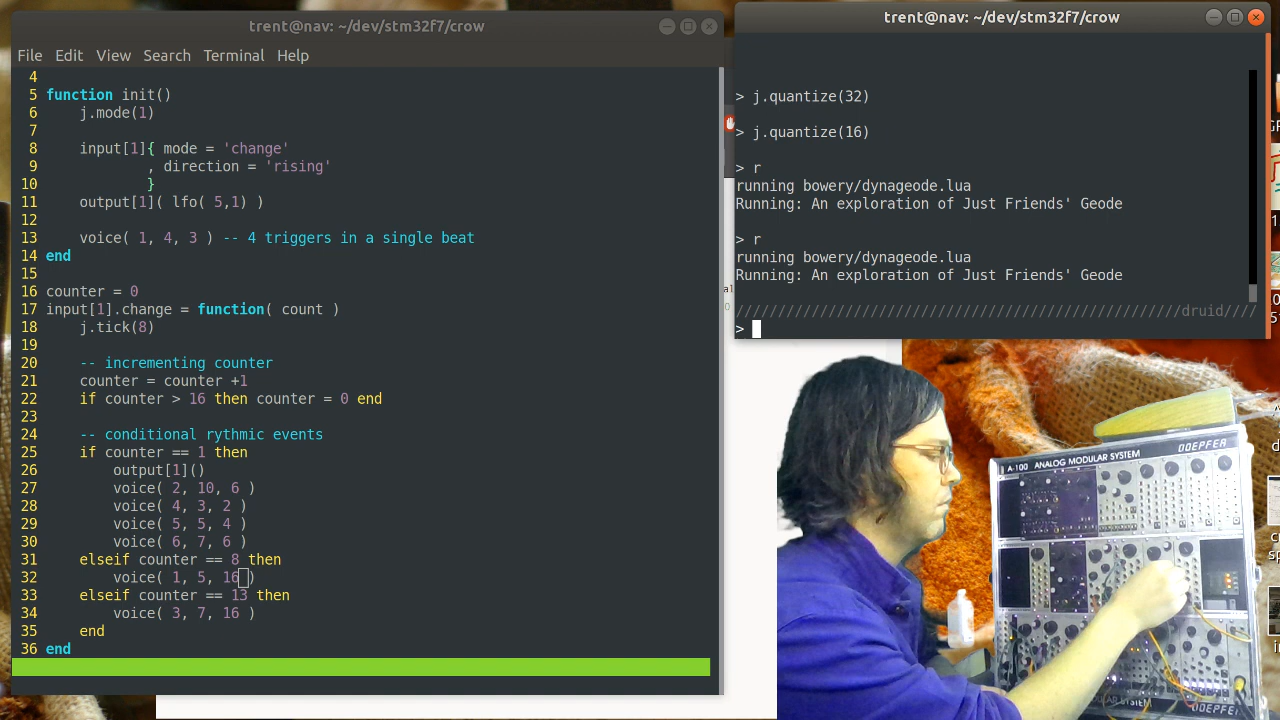 trent@nav: ~/dev/stm32f7/crow
File Edit View Search Terminal Help
4
5 function init()
6 j.mode(1)
7
8 input[1]{ mode = 'change'
9 , direction = 'rising'
10 }
11 output[1]( lfo( 5,1) )
12
13 voice( 1, 4, 3 ) -- 4 triggers in a single beat
14 end
15
16 counter = 0
17 input[1].change = function( count )
18 j.tick(8)
19
20 -- incrementing counter
21 counter = counter +1
22 if counter > 16 then counter = 0 end
23
24 -- conditional rythmic events
25 if counter == 1 then
26 output[1]()
27 voice( 2, 10, 6 )
28 voice( 4, 3, 2 )
29 voice( 5, 5, 4 )
30 voice( 6, 7, 6 )
31 elseif counter == 8 then
32 voice( 1, 5, 16 )
33 elseif counter == 13 then
34 voice( 3, 7, 16 )
35 end
36 end
trent@nav: ~/dev/stm32f7/crow
> j.quantize(32)
> j.quantize(16)
> r
running bowery/dynageode.lua
Running: An exploration of Just Friends' Geode
> r
running bowery/dynageode.lua
Running: An exploration of Just Friends' Geode
/////////////////////////////////////////////////////druid////
>
A-100 ANALOG MODULAR SYSTEM DOEPFER
MODULAR SYSTEM DOEPFER